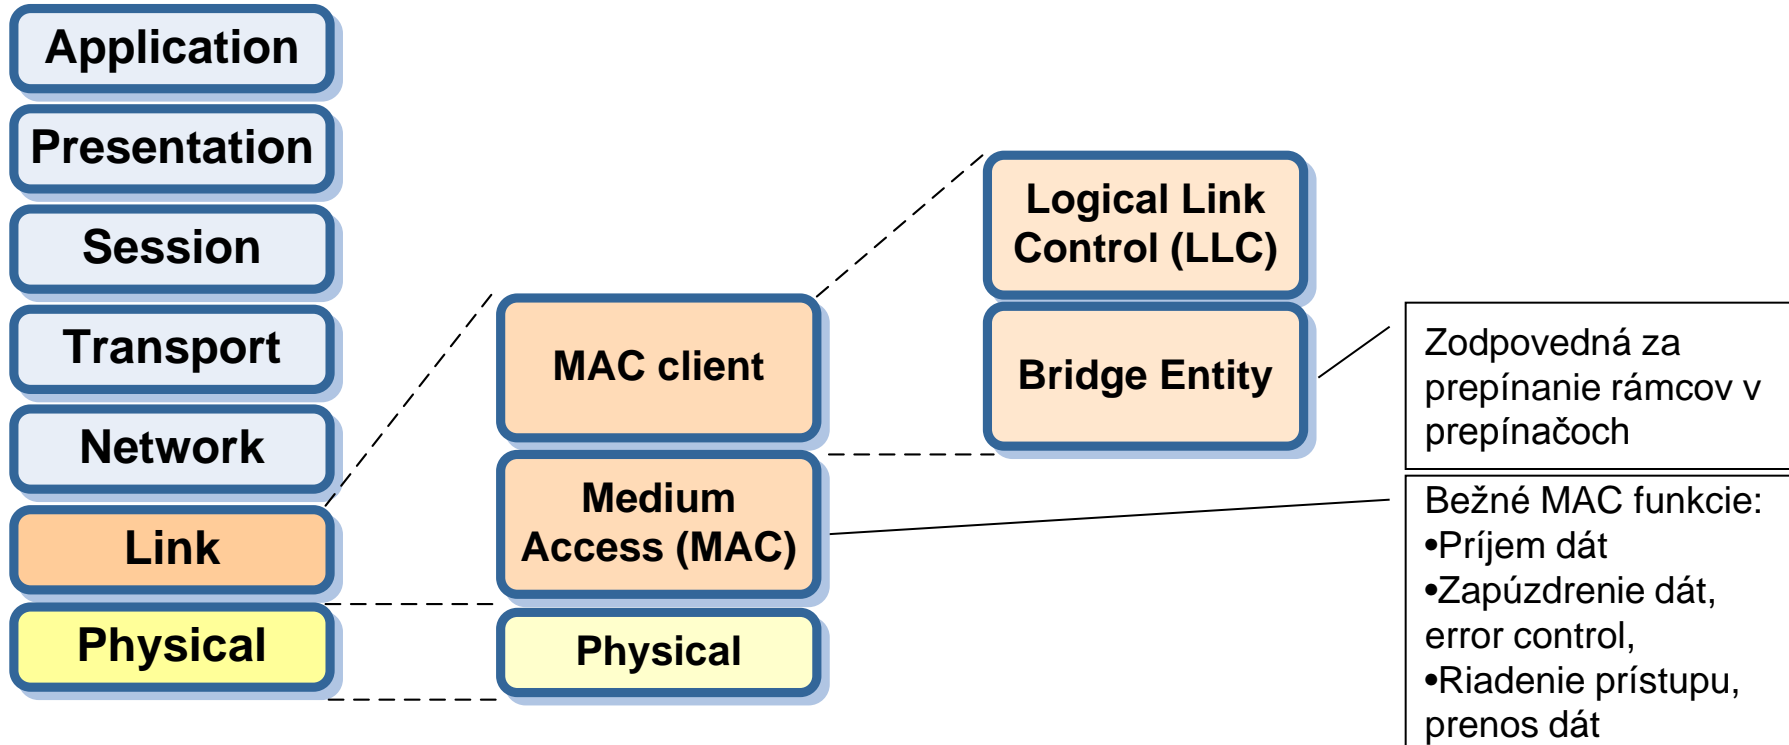 Application
Presentation
Session
Transport
Network
Link
Physical
MAC client
Medium
Access (MAC)
Physical
Logical Link
Control (LLC)
Bridge Entity
Zodpovedná za
prepínanie rámcov v
prepínačoch
Bežné MAC funkcie:
•Príjem dát
•Zapúzdrenie dát,
error control,
•Riadenie prístupu,
prenos dát